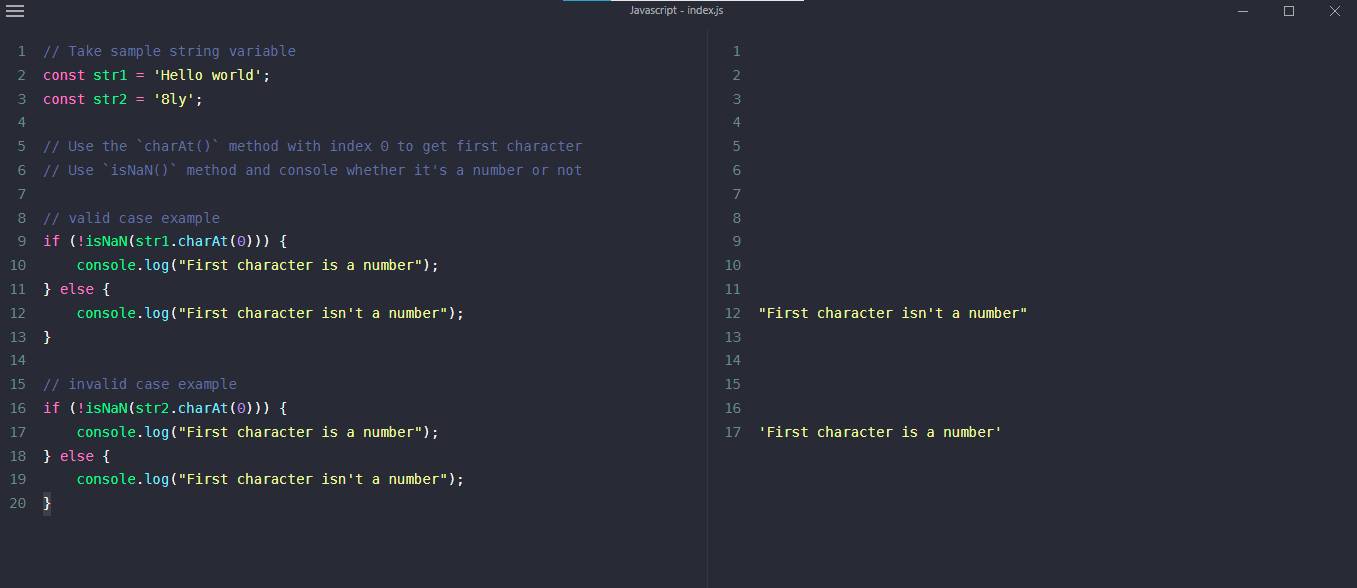 Javascript - index.js
1 // Take sample string variable
2 const str1 = 'Hello world';
3 const str2 = '8ly';
4
5 // Use the `charAt()` method with index 0 to get first character
6 // Use `isNaN()` method and console whether it's a number or not
7
8 // valid case example
9 if (!isNaN(str1.charAt(0))) {
10     console.log("First character is a number");
11 } else {
12     console.log("First character isn't a number");
13 }
14
15 // invalid case example
16 if (!isNaN(str2.charAt(0))) {
17     console.log("First character is a number");
18 } else {
19     console.log("First character isn't a number");
20 }
1
2
3
4
5
6
7
8
9
10
11
12 "First character isn't a number"
13
14
15
16
17 'First character is a number'